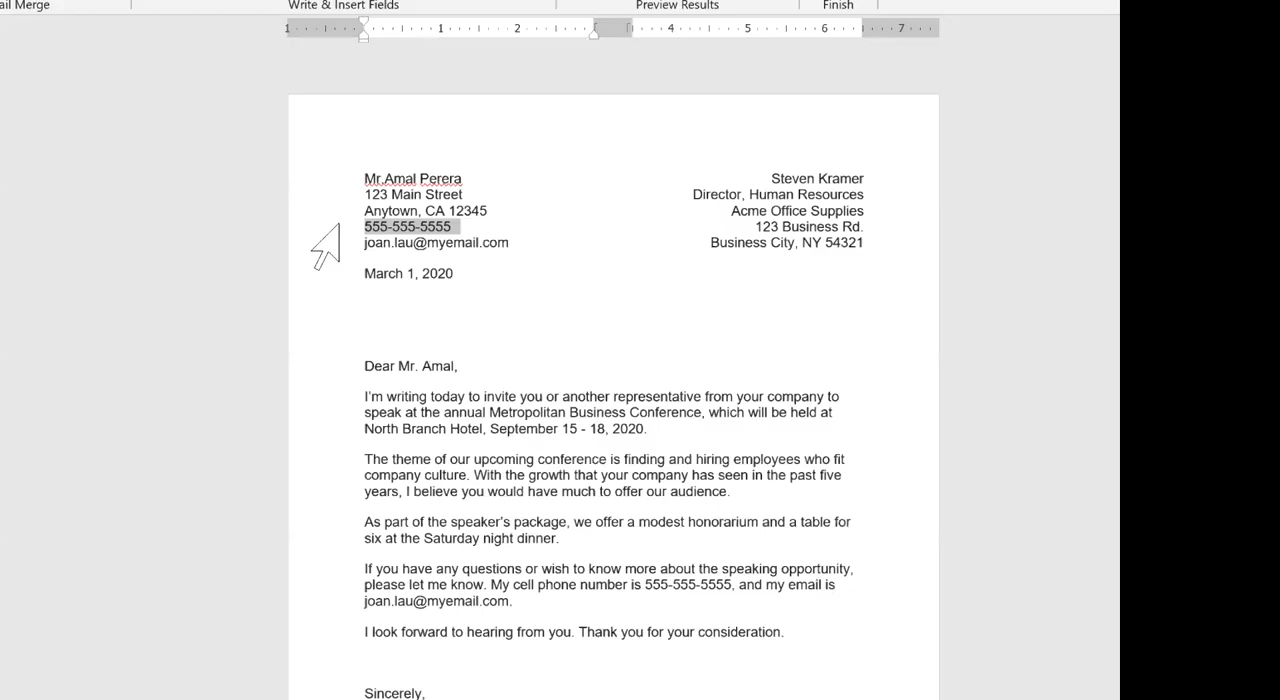 ail Merge
Write & Insert Fields
Preview Results
Finish
1 1 2 4 5 6 7
Mr.Amal Perera
123 Main Street
Anytown, CA 12345
555-555-5555
joan.lau@myemail.com
Steven Kramer
Director, Human Resources
Acme Office Supplies
123 Business Rd.
Business City, NY 54321
March 1, 2020
Dear Mr. Amal,
I'm writing today to invite you or another representative from your company to
speak at the annual Metropolitan Business Conference, which will be held at
North Branch Hotel, September 15 - 18, 2020.
The theme of our upcoming conference is finding and hiring employees who fit
company culture. With the growth that your company has seen in the past five
years, I believe you would have much to offer our audience.
As part of the speaker's package, we offer a modest honorarium and a table for
six at the Saturday night dinner.
If you have any questions or wish to know more about the speaking opportunity,
please let me know. My cell phone number is 555-555-5555, and my email is
joan.lau@myemail.com.
I look forward to hearing from you. Thank you for your consideration.
Sincerely,